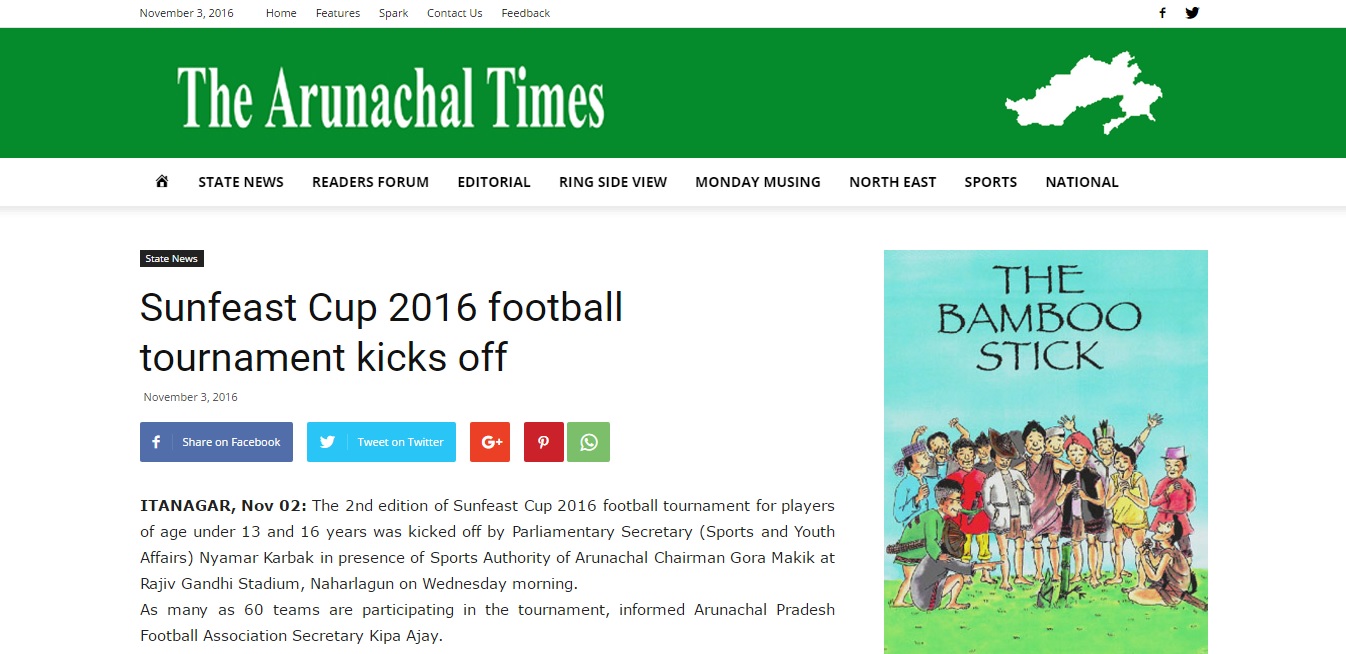 November 3, 2016 Home Features Spark Contact Us Feedback
The Arunachal Times
STATE NEWS READERS FORUM EDITORIAL RING SIDE VIEW MONDAY MUSING NORTH EAST SPORTS NATIONAL
State News
Sunfeast Cup 2016 football
tournament kicks off
November 3, 2016
Share on Facebook Tweet on Twitter G+
ITANAGAR, Nov 02: The 2nd edition of Sunfeast Cup 2016 football tournament for players
of age under 13 and 16 years was kicked off by Parliamentary Secretary (Sports and Youth
Affairs) Nyamar Karbak in presence of Sports Authority of Arunachal Chairman Gora Makik at
Rajiv Gandhi Stadium, Naharlagun on Wednesday morning.
As many as 60 teams are participating in the tournament, informed Arunachal Pradesh
Football Association Secretary Kipa Ajay.
THE
BAMBOO
STICK